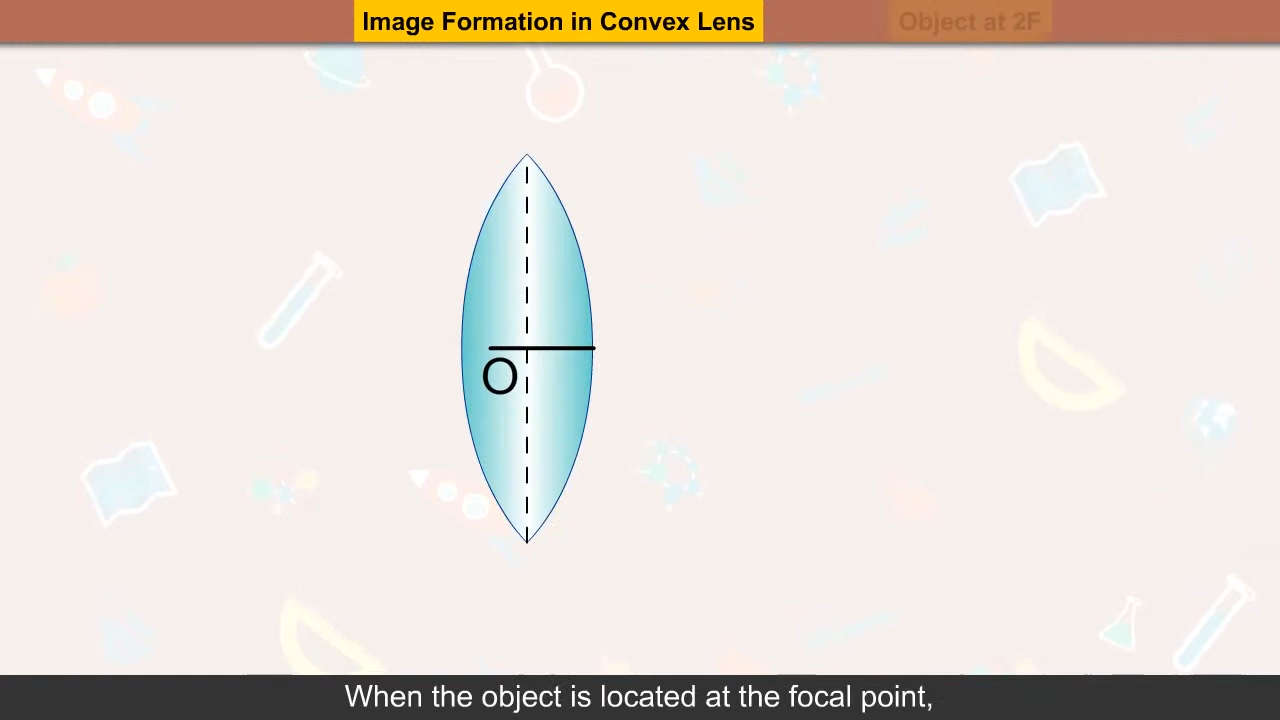 Image Formation in Convex Lens
Object at 2F
O
When the object is located at the focal point,